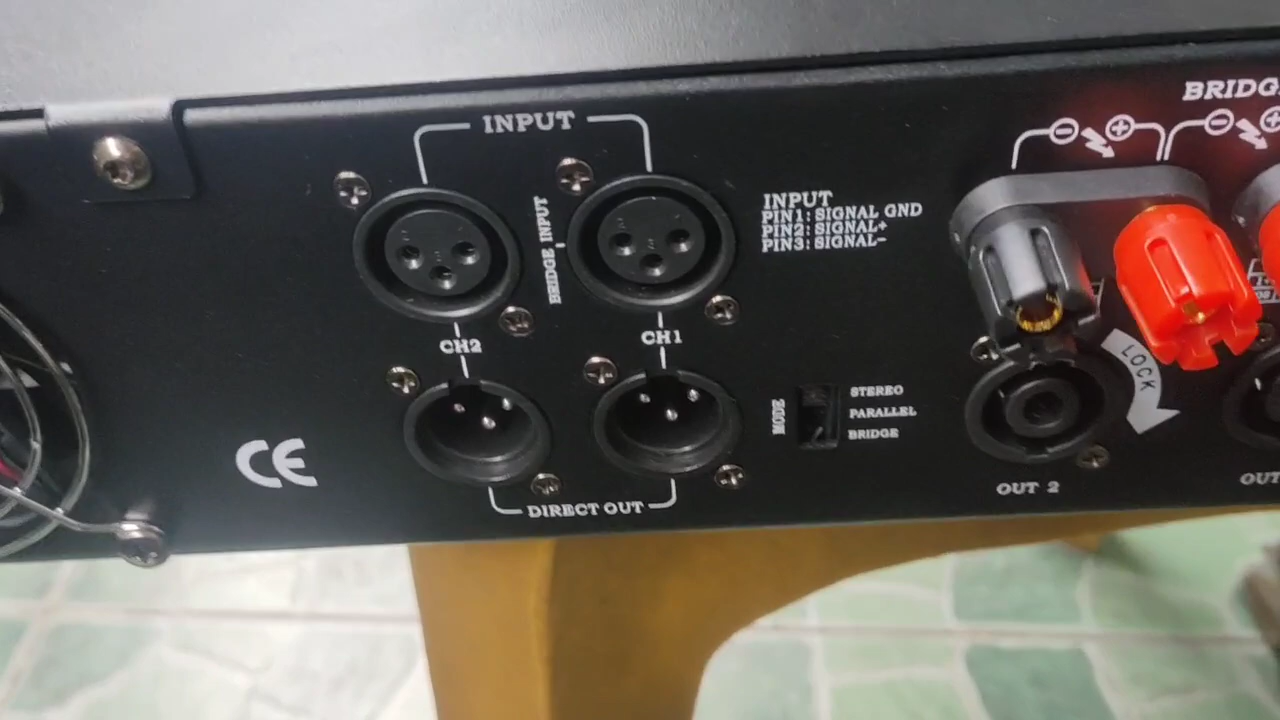 INPUT
BRIDGE INPUT
INPUT
PIN1: SIGNAL GND
PIN2: SIGNAL+
PIN3: SIGNAL-
CH2
CH1
MODE
STEREO
PARALLEL
BRIDGE
CE
DIRECT OUT
LOCK
OUT 2